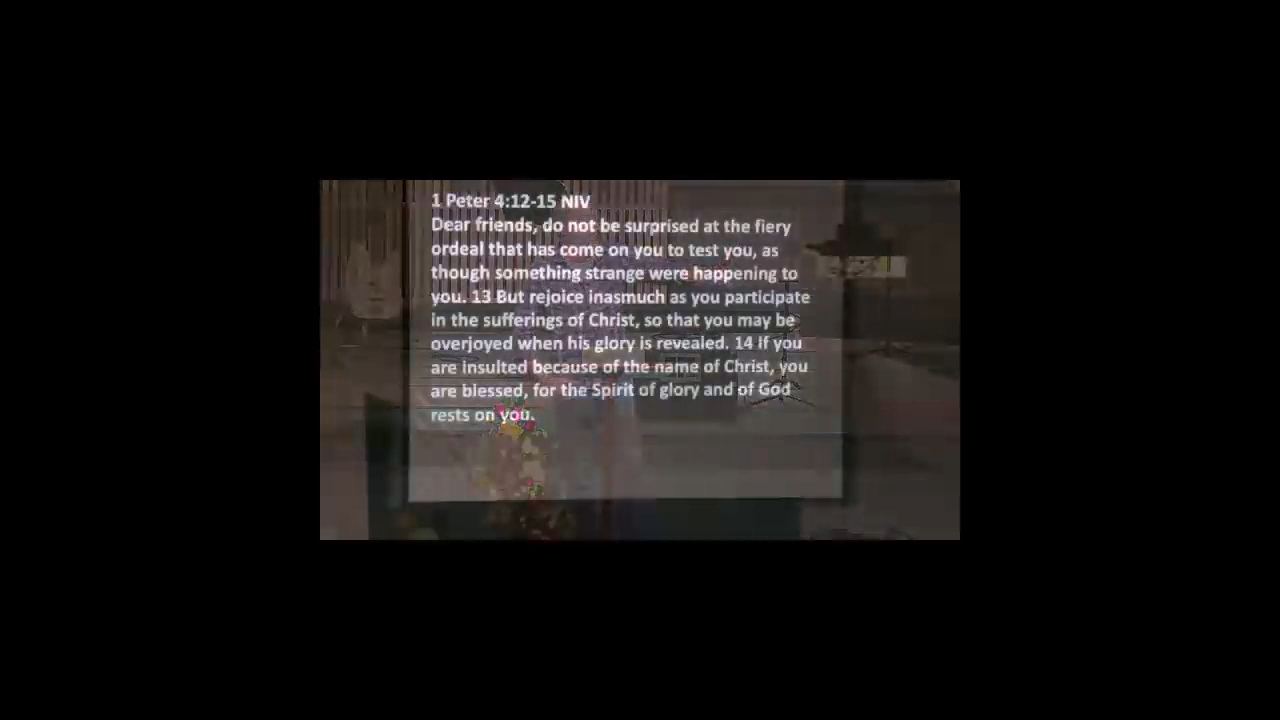 1 Peter 4:12-15 NIV
Dear friends, do not be surprised at the fiery
ordeal that has come on you to test you, as
though something strange were happening to
you. 13 But rejoice inasmuch as you participate
in the sufferings of Christ, so that you may be
overjoyed when his glory is revealed. 14 If you
are insulted because of the name of Christ, you
are blessed, for the Spirit of glory and of God
rests on you.